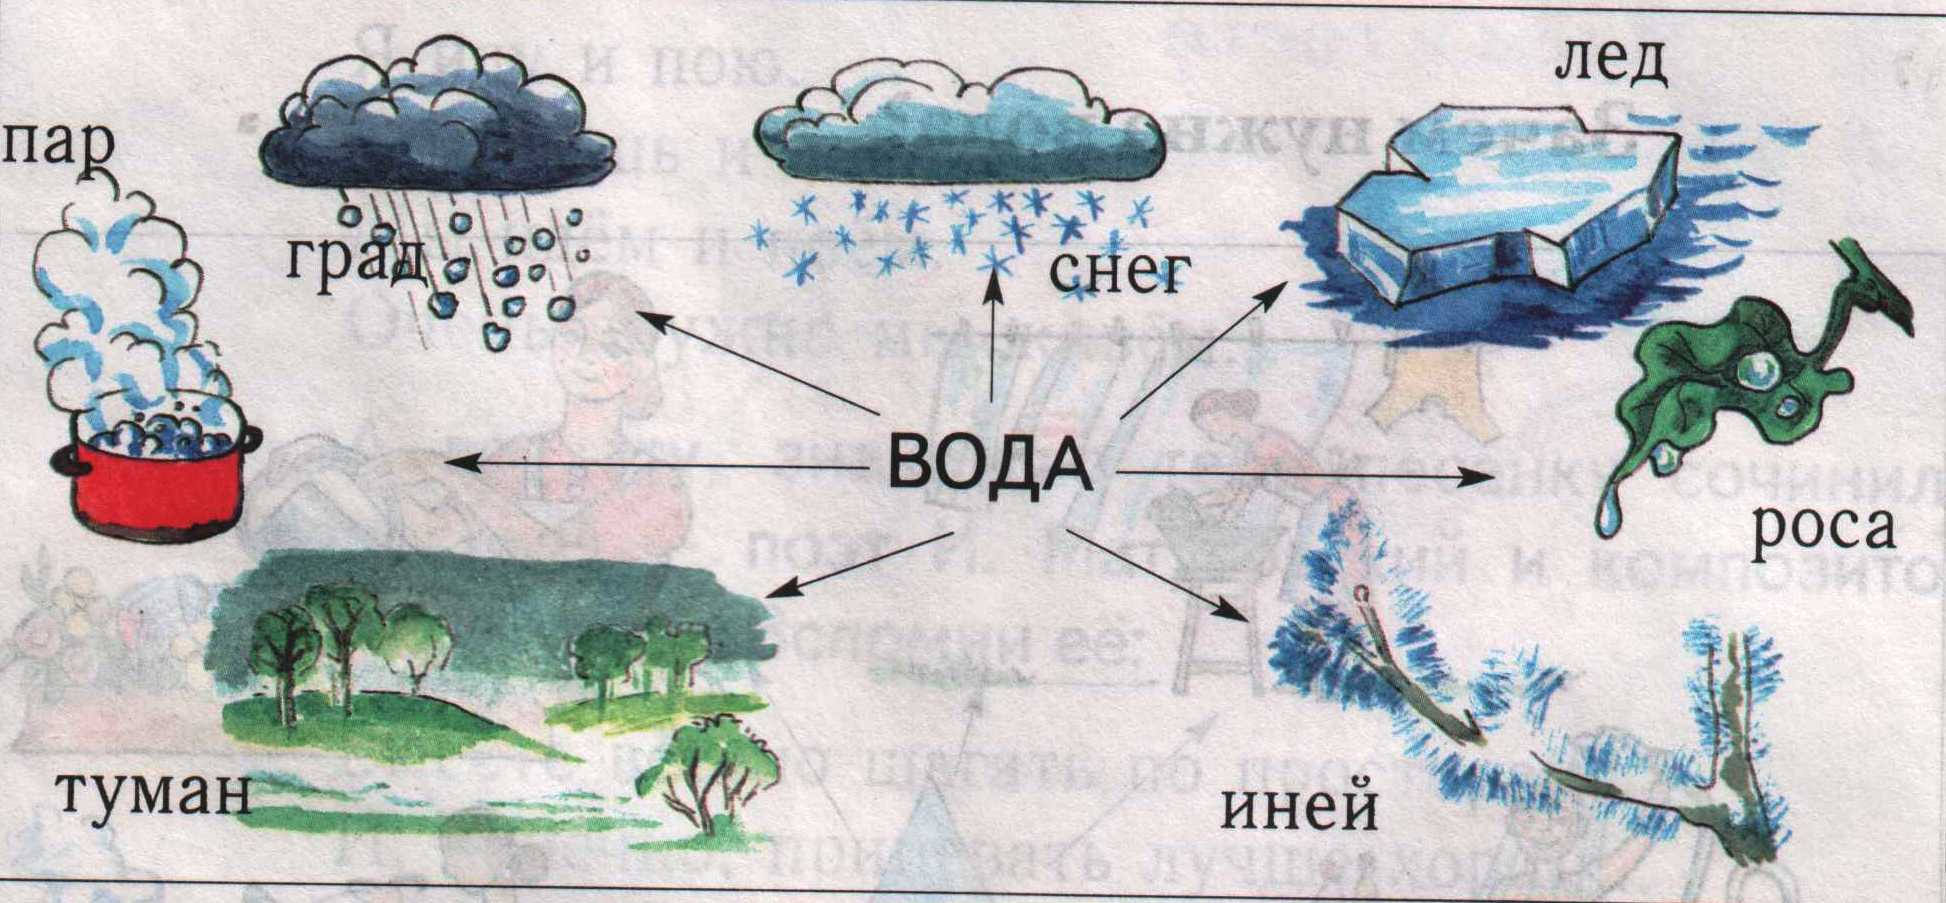 лед
пар
град
снег
ВОДА
роса
туман
иней